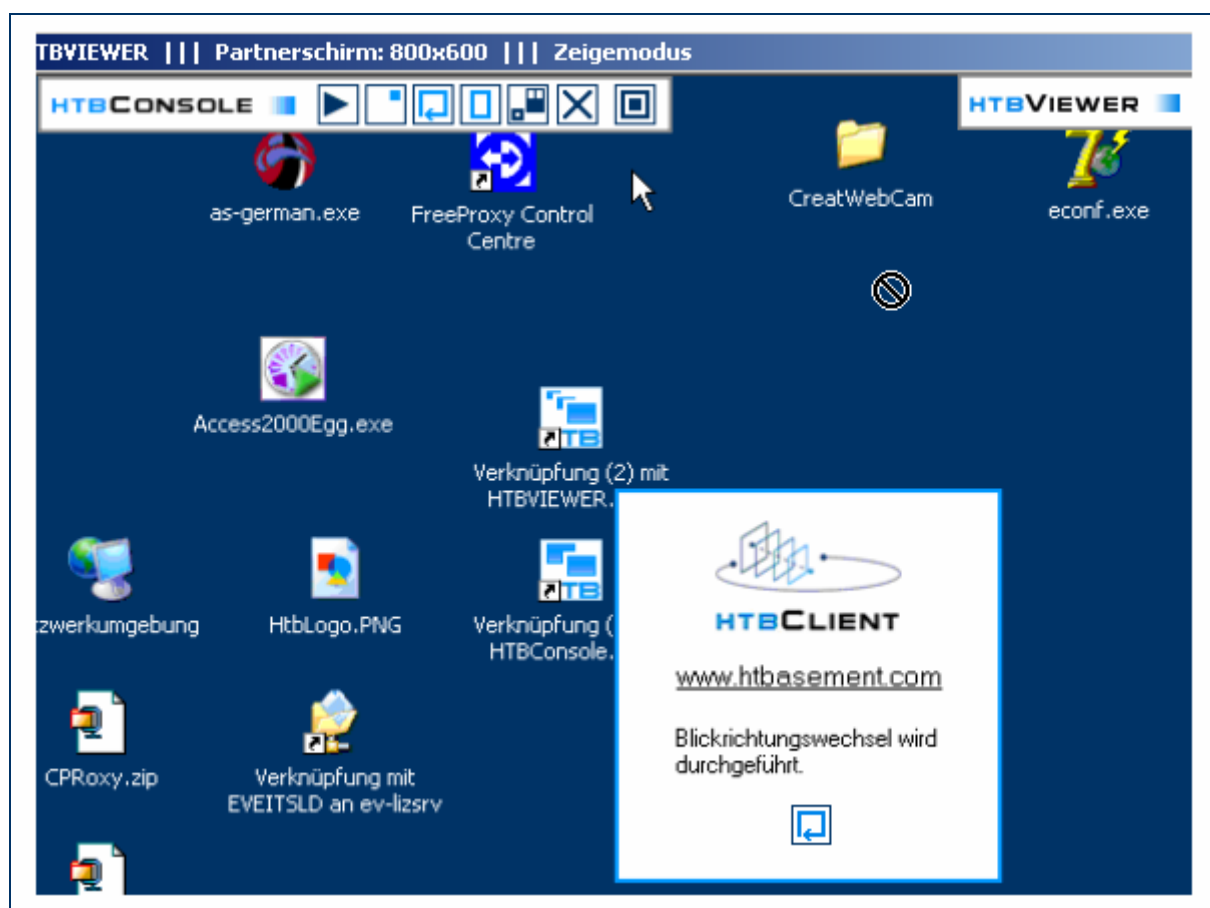 TBVIEWER ||| Partnerschirm: 800x600 ||| Zeigemodus
HTBCONSOLE
HTBVIEWER
as-german.exe
FreeProxy Control
Centre
CreatWebCam
econf.exe
Access2000Egg.exe
Verknüpfung (2) mit
HTBVIEWER.
tzwerkumgebung
HtbLogo.PNG
Verknüpfung (
HTBConsole.
HTBCLIENT
www.htbasement.com
Blickrichtungswechsel wird
durchgeführt.
CPRoxy.zip
Verknüpfung mit
EVEITSLD an ev-lizsrv